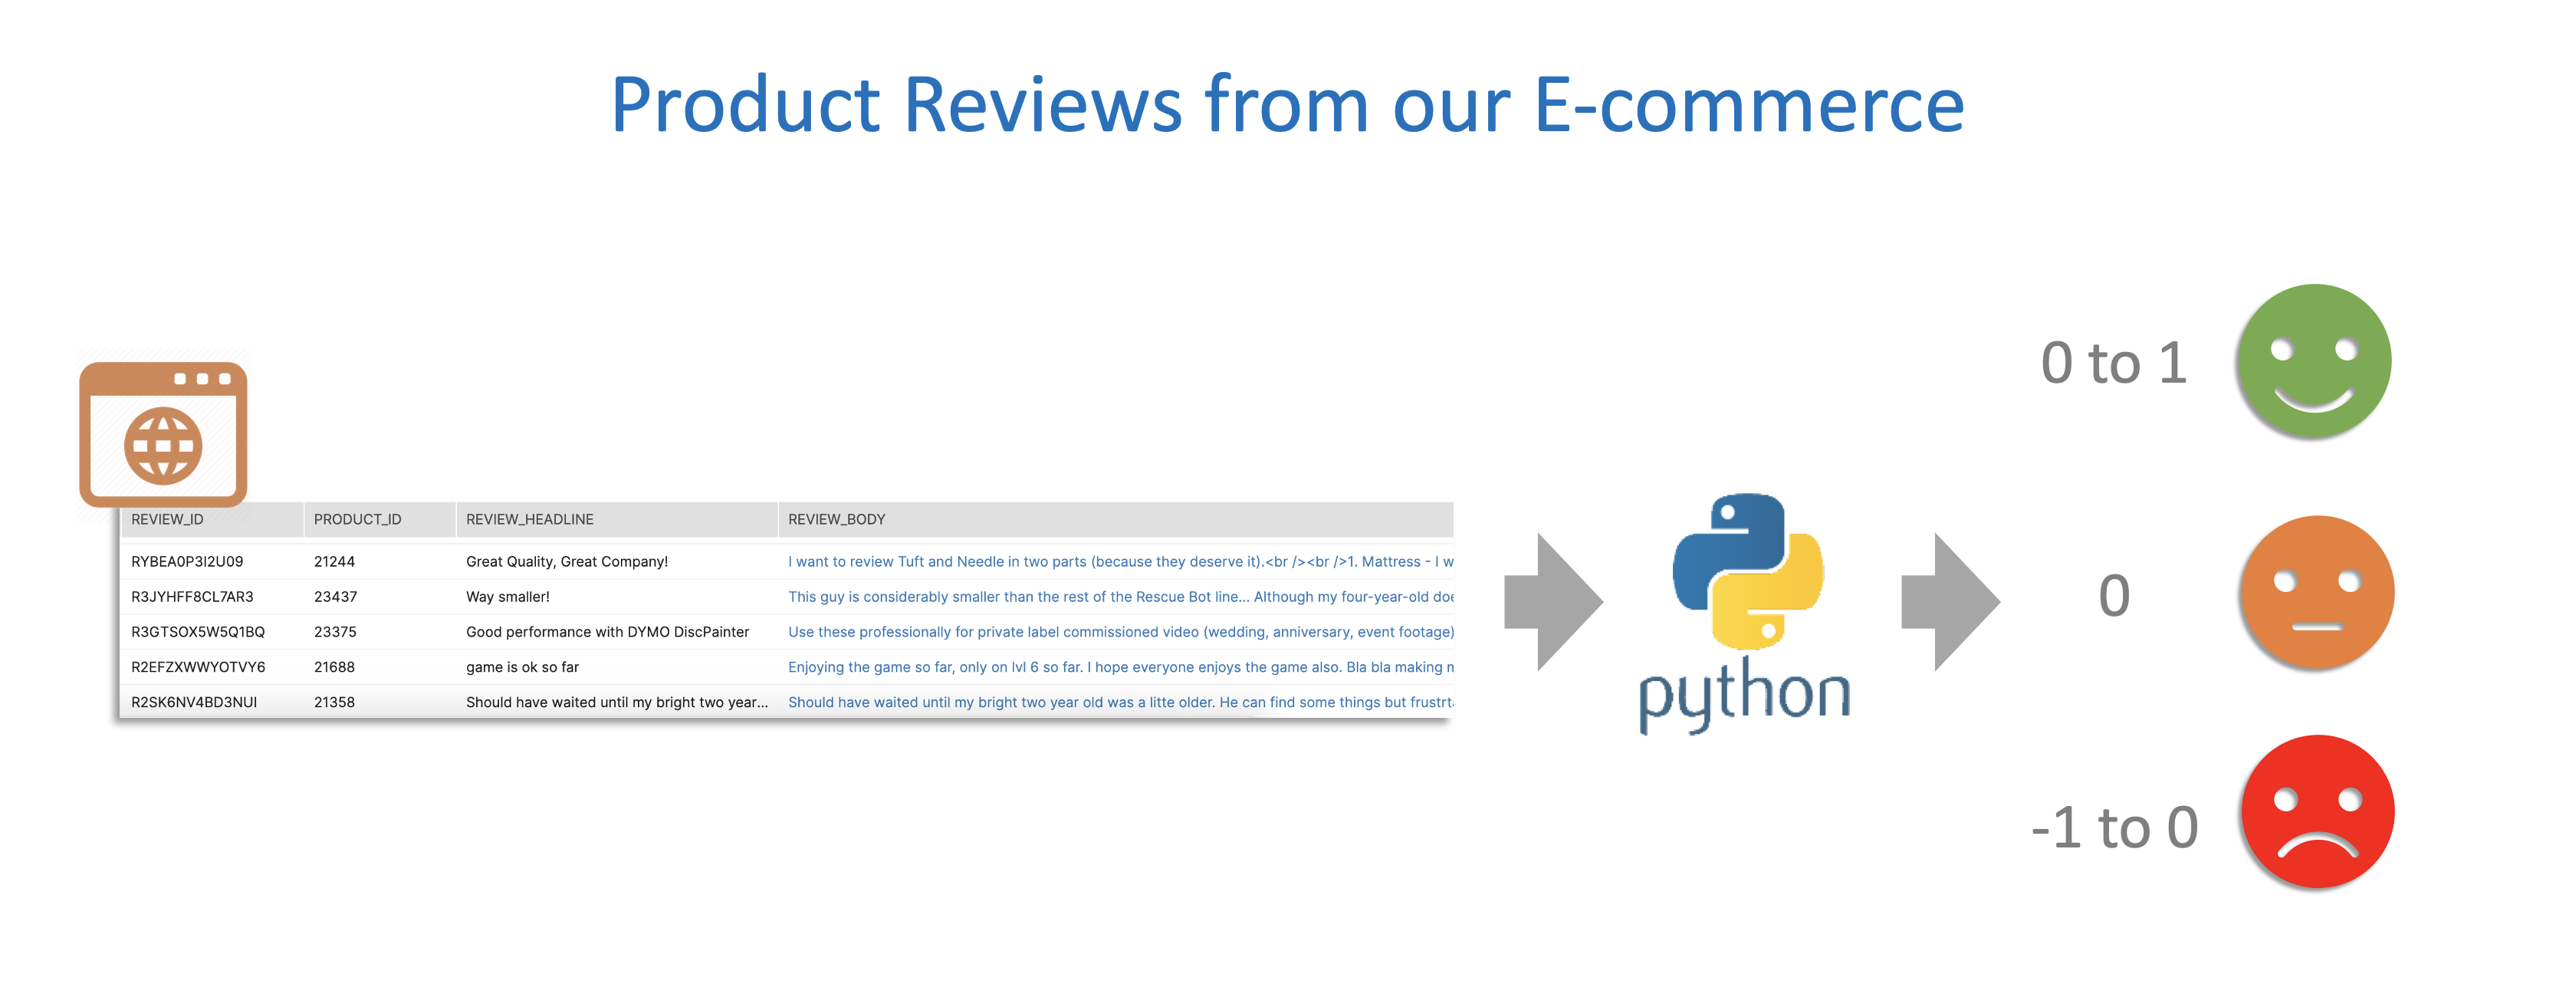 Product Reviews from our E-commerce
REVIEW_ID PRODUCT_ID REVIEW_HEADLINE REVIEW_BODY
RYBEA0P3I2U09 21244 Great Quality, Great Company! I want to review Tuft and Needle in two parts (because they deserve it).<br /><br />1. Mattress - I w
R3JYHFF8CL7AR3 23437 Way smaller! This guy is considerably smaller than the rest of the Rescue Bot line... Although my four-year-old doe
R3GTSOX5W5Q1BQ 23375 Good performance with DYMO DiscPainter Use these professionally for private label commissioned video (wedding, anniversary, event footage)
R2EFZXWWYOTVY6 21688 game is ok so far Enjoying the game so far, only on lvl 6 so far. I hope everyone enjoys the game also. Bla bla making
R2SK6NV4BD3NUI 21358 Should have waited until my bright two year... Should have waited until my bright two year old was a litte older. He can find some things but frustrt
python
0 to 1
0
-1 to 0